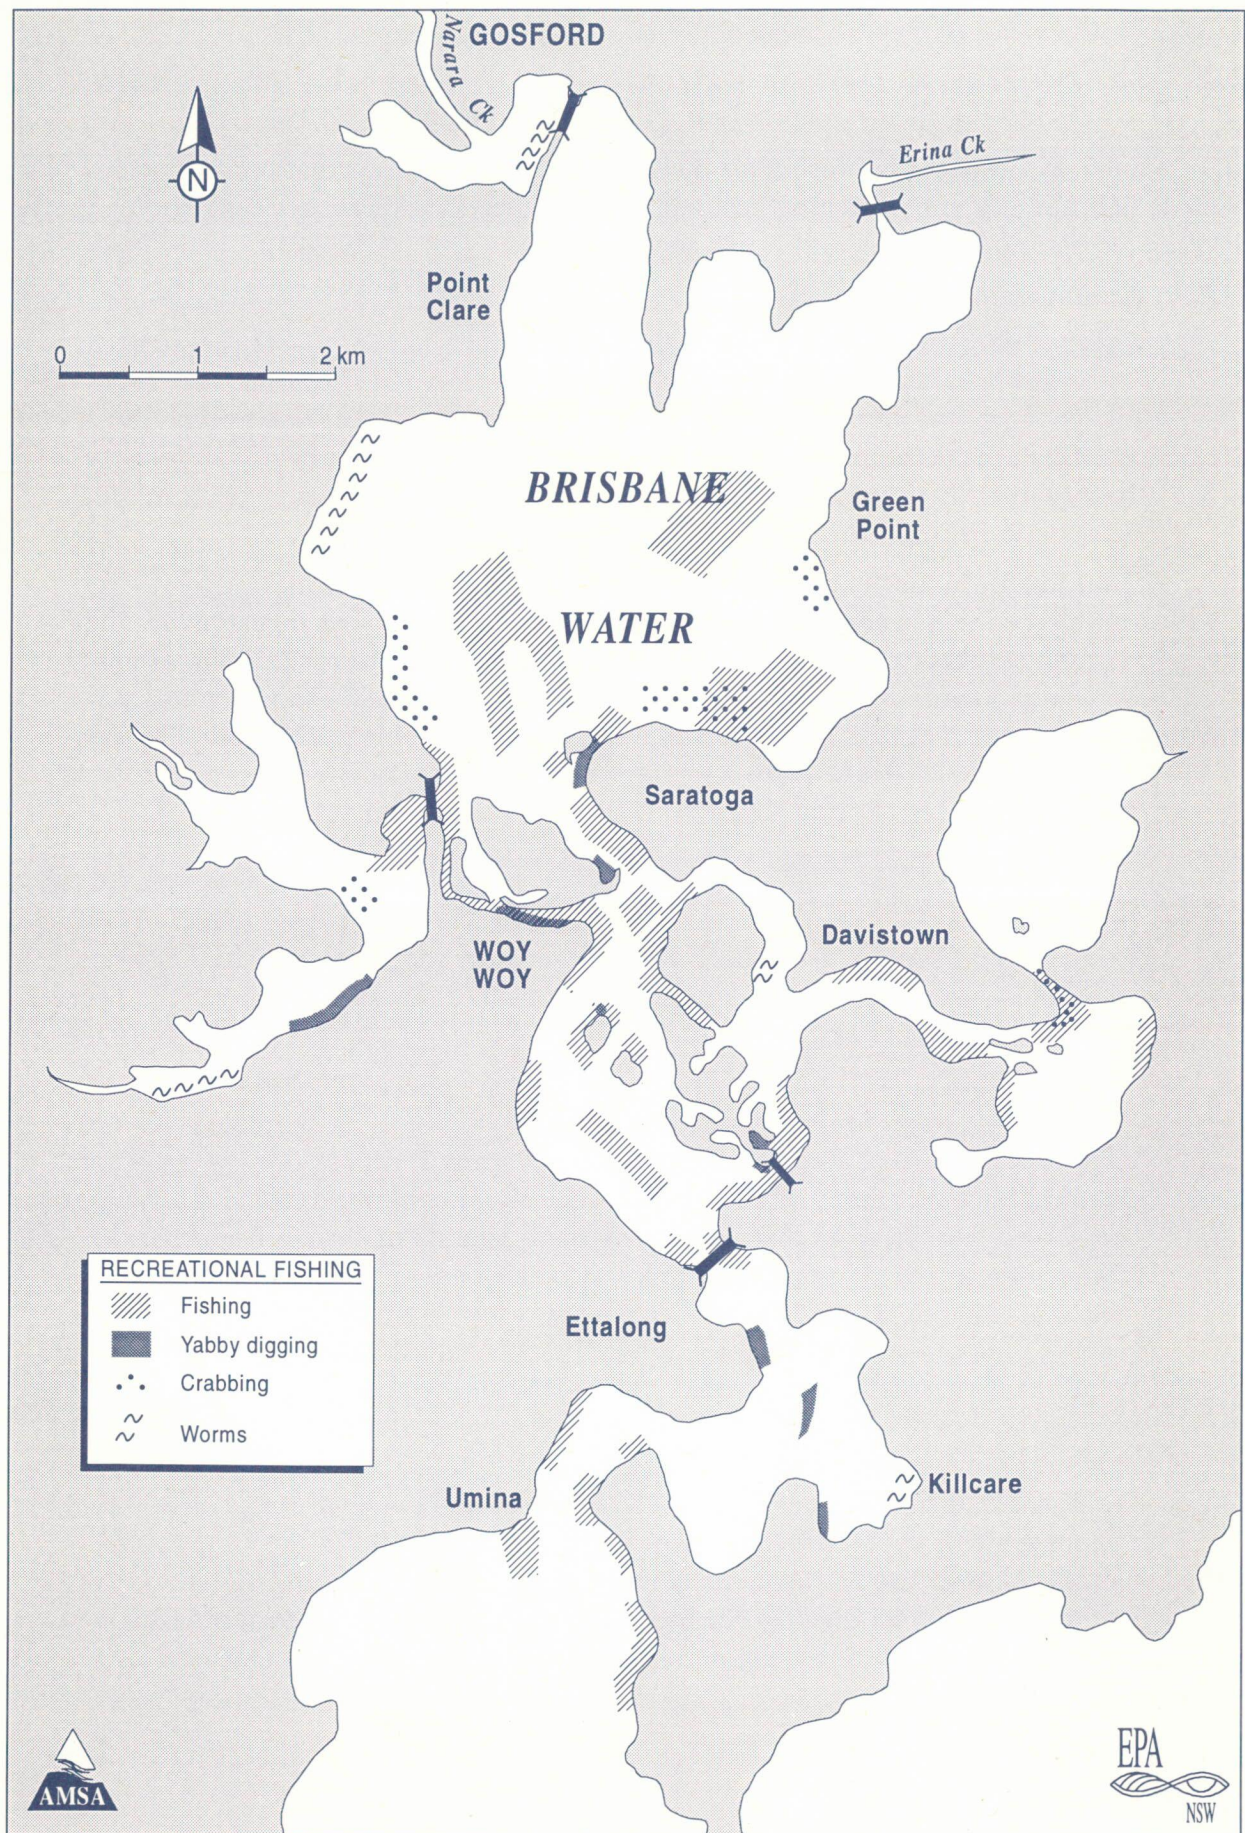 GOSFORD
Narara Ck
Erina Ck
N
Point
Clare
0 1 2 km
BRISBANE
Green
Point
WATER
Saratoga
Davistown
WOY
WOY
RECREATIONAL FISHING
Fishing
Yabby digging
Crabbing
Worms
Ettalong
Umina
Killcare
EPA
NSW
AMSA